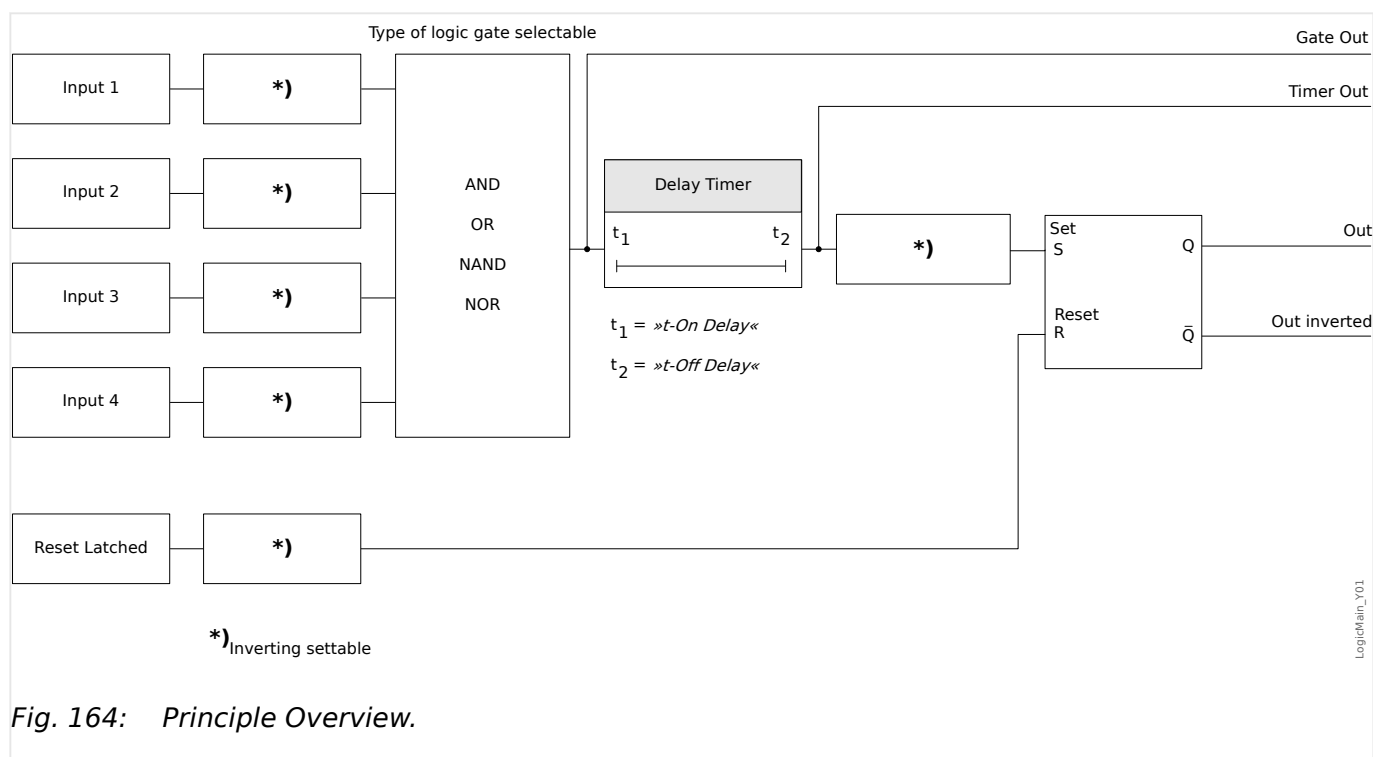 Type of logic gate selectable
Gate Out
Input 1
*)
Timer Out
Input 2
*)
AND
OR
NAND
NOR
Delay Timer
t1
t2
t1 = »t-On Delay«
t2 = »t-Off Delay«
*)
Set
S
Q
Out
Reset
R
Q̅
Out inverted
Input 3
*)
Input 4
*)
Reset Latched
*)
*)Inverting settable
LogicMain_Y01
Fig. 164: Principle Overview.